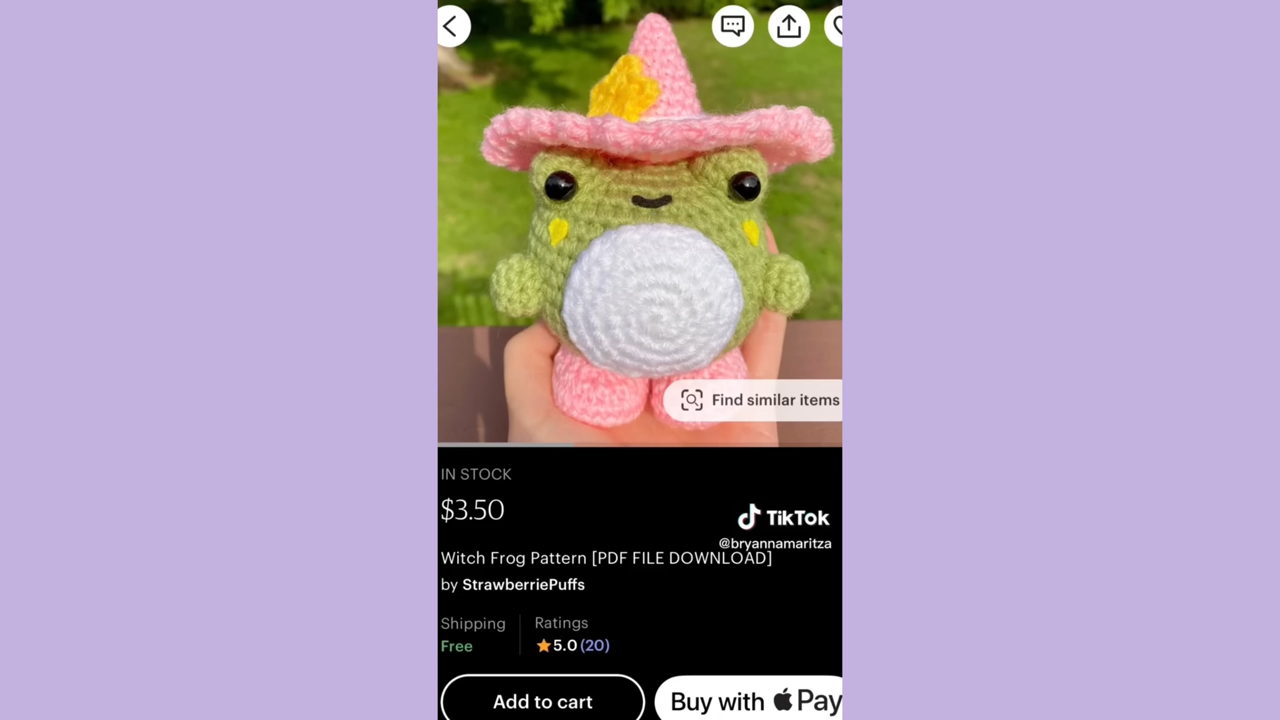 Find similar items
IN STOCK
$3.50
TikTok
@bryannamaritza
Witch Frog Pattern [PDF FILE DOWNLOAD]
by StrawberriePuffs
Shipping
Ratings
Free
5.0 (20)
Add to cart
Buy with Pay